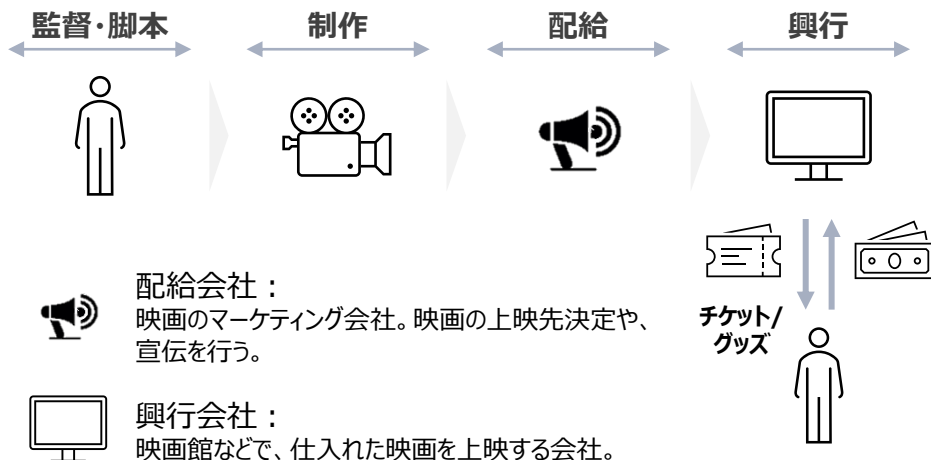 監督・脚本
制作
配給
興行
配給会社：
映画のマーケティング会社。映画の上映先決定や、
宣伝を行う。
チケット/
グッズ
興行会社：
映画館などで、仕入れた映画を上映する会社。